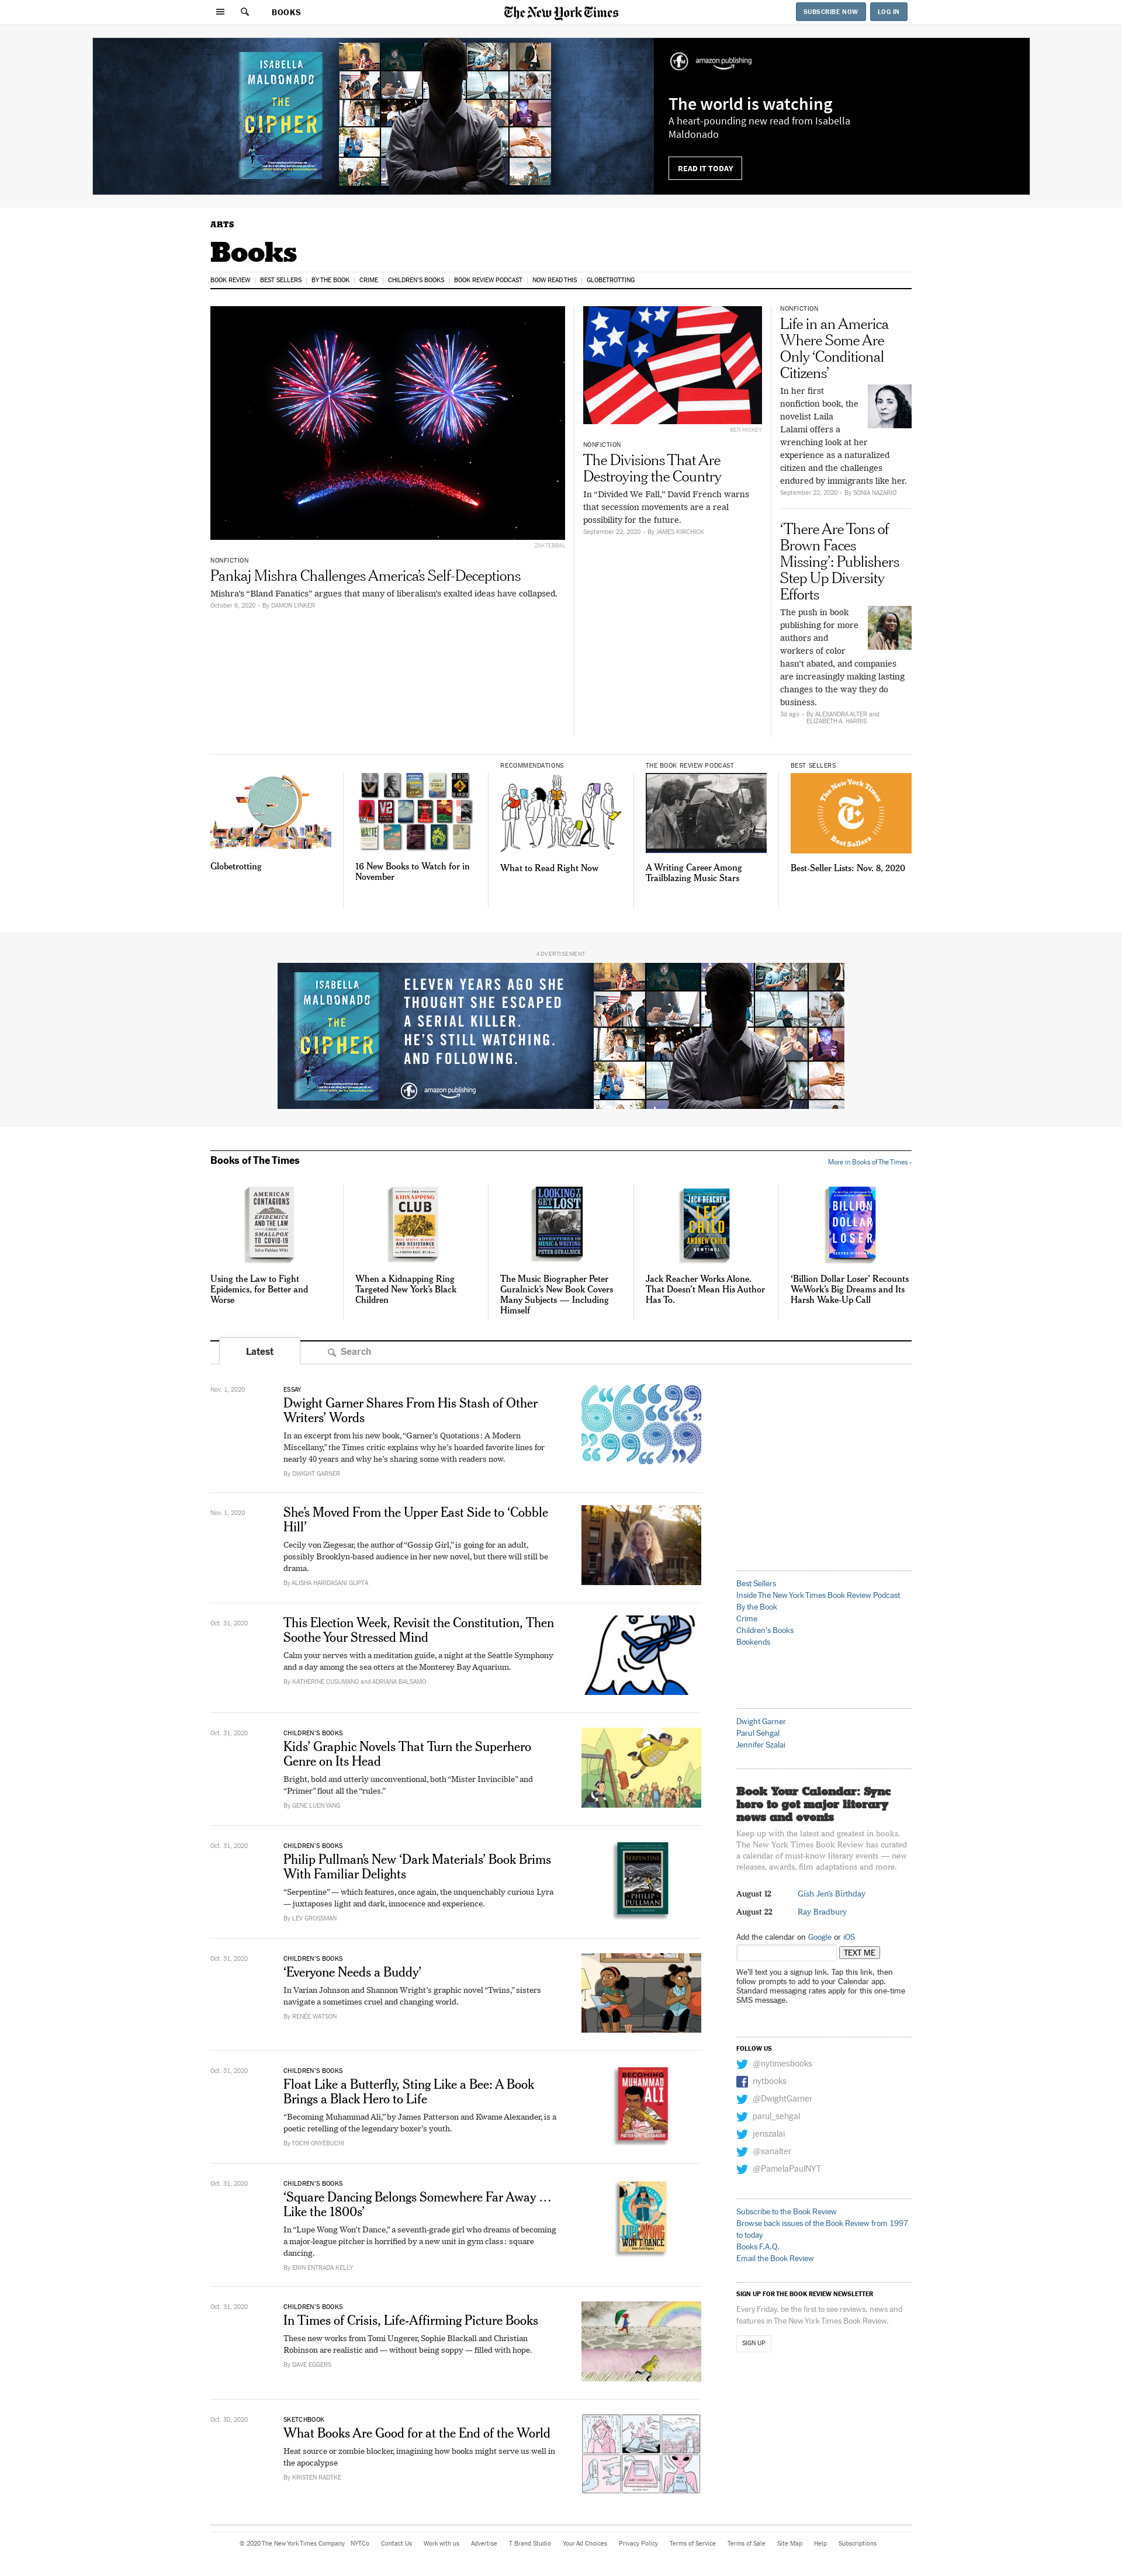 BOOKS
The New York Times
SUBSCRIBE NOW
LOG IN
ISABELLA
MALDONADO
THE
CIPHER
amazon publishing
The world is watching
A heart-pounding new read from Isabella
Maldonado
READ IT TODAY
ARTS
Books
BOOK REVIEW
BEST SELLERS
BY THE BOOK
CRIME
CHILDREN'S BOOKS
BOOK REVIEW PODCAST
NOW READ THIS
GLOBETROTTING
ZAKTEBBAL
NONFICTION
Pankaj Mishra Challenges America's Self-Deceptions
Mishra's “Bland Fanatics” argues that many of liberalism's exalted ideas have collapsed.
October 6, 2020 - By DAMON LINKER
BEN HICKEY
NONFICTION
The Divisions That Are
Destroying the Country
In “Divided We Fall,” David French warns
that secession movements are a real
possibility for the future.
September 22, 2020 - By JAMES KIRCHICK
NONFICTION
Life in an America
Where Some Are
Only ‘Conditional
Citizens’
In her first
nonfiction book, the
novelist Laila
Lalami offers a
wrenching look at her
experience as a naturalized
citizen and the challenges
endured by immigrants like her.
September 22, 2020 - By SONIA NAZARIO
‘There Are Tons of
Brown Faces
Missing’: Publishers
Step Up Diversity
Efforts
The push in book
publishing for more
authors and
workers of color
hasn't abated, and companies
are increasingly making lasting
changes to the way they do
business.
3d ago - By ALEXANDRA ALTER and
ELIZABETH A. HARRIS
Globetrotting
16 New Books to Watch for in
November
RECOMMENDATIONS
What to Read Right Now
THE BOOK REVIEW PODCAST
A Writing Career Among
Trailblazing Music Stars
BEST SELLERS
The New York Times
Best Sellers
Best-Seller Lists: Nov. 8, 2020
ADVERTISEMENT
ISABELLA
MALDONADO
THE
CIPHER
ELEVEN YEARS AGO SHE
THOUGHT SHE ESCAPED
A SERIAL KILLER.
HE'S STILL WATCHING.
AND FOLLOWING.
amazon publishing
Books of The Times
More in Books of The Times ›
AMERICAN
CONTAGIONS
EPIDEMICS
AND THE LAW
FROM
SMALLPOX
TO COVID-19
John Fabian Witt
Using the Law to Fight
Epidemics, for Better and
Worse
THE
KIDNAPPING
CLUB
When a Kidnapping Ring
Targeted New York's Black
Children
LOOKING TO
GET LOST
ADVENTURES IN
MUSIC & WRITING
PETER GURALNICK
The Music Biographer Peter
Guralnick's New Book Covers
Many Subjects — Including
Himself
JACK REACHER
LEE
CHILD
ANDREW CHILD
SENTINEL
Jack Reacher Works Alone.
That Doesn't Mean His Author
Has To.
BILLION
DOLLAR
LOSER
‘Billion Dollar Loser’ Recounts
WeWork's Big Dreams and Its
Harsh Wake-Up Call
Latest
Search
Nov. 1, 2020
ESSAY
Dwight Garner Shares From His Stash of Other
Writers' Words
In an excerpt from his new book, “Garner's Quotations: A Modern
Miscellany,” the Times critic explains why he's hoarded favorite lines for
nearly 40 years and why he's sharing some with readers now.
By DWIGHT GARNER
Nov. 1, 2020
She's Moved From the Upper East Side to ‘Cobble
Hill’
Cecily von Ziegesar, the author of “Gossip Girl,” is going for an adult,
possibly Brooklyn-based audience in her new novel, but there will still be
drama.
By ALISHA HARIDASANI GUPTA
Oct. 31, 2020
This Election Week, Revisit the Constitution, Then
Soothe Your Stressed Mind
Calm your nerves with a meditation guide, a night at the Seattle Symphony
and a day among the sea otters at the Monterey Bay Aquarium.
By KATHERINE CUSUMANO and ADRIANA BALSAMO
Oct. 31, 2020
CHILDREN'S BOOKS
Kids' Graphic Novels That Turn the Superhero
Genre on Its Head
Bright, bold and utterly unconventional, both “Mister Invincible” and
“Primer” flout all the “rules.”
By GENE LUEN YANG
Oct. 31, 2020
CHILDREN'S BOOKS
Philip Pullman's New ‘Dark Materials’ Book Brims
With Familiar Delights
“Serpentine” — which features, once again, the unquenchably curious Lyra
— juxtaposes light and dark, innocence and experience.
By LEV GROSSMAN
SERPENTINE
PHILIP
PULLMAN
Oct. 31, 2020
CHILDREN'S BOOKS
‘Everyone Needs a Buddy’
In Varian Johnson and Shannon Wright's graphic novel “Twins,” sisters
navigate a sometimes cruel and changing world.
By RENÉE WATSON
Oct. 31, 2020
CHILDREN'S BOOKS
Float Like a Butterfly, Sting Like a Bee: A Book
Brings a Black Hero to Life
“Becoming Muhammad Ali,” by James Patterson and Kwame Alexander, is a
poetic retelling of the legendary boxer's youth.
By TOCHI ONYEBUCHI
BECOMING
MUHAMMAD
ALI
Oct. 31, 2020
CHILDREN'S BOOKS
‘Square Dancing Belongs Somewhere Far Away …
Like the 1800s’
In “Lupe Wong Won't Dance,” a seventh-grade girl who dreams of becoming
a major-league pitcher is horrified by a new unit in gym class: square
dancing.
By ERIN ENTRADA KELLY
LUPE WONG
WON'T DANCE
Oct. 31, 2020
CHILDREN'S BOOKS
In Times of Crisis, Life-Affirming Picture Books
These new works from Tomi Ungerer, Sophie Blackall and Christian
Robinson are realistic and — without being soppy — filled with hope.
By DAVE EGGERS
Oct. 30, 2020
SKETCHBOOK
What Books Are Good for at the End of the World
Heat source or zombie blocker, imagining how books might serve us well in
the apocalypse
By KRISTEN RADTKE
Best Sellers
Inside The New York Times Book Review Podcast
By the Book
Crime
Children's Books
Bookends
Dwight Garner
Parul Sehgal
Jennifer Szalai
Book Your Calendar: Sync
here to get major literary
news and events
Keep up with the latest and greatest in books.
The New York Times Book Review has curated
a calendar of must-know literary events — new
releases, awards, film adaptations and more.
August 12 Gish Jen's Birthday
August 22 Ray Bradbury
Add the calendar on Google or iOS
TEXT ME
We'll text you a signup link. Tap this link, then
follow prompts to add to your Calendar app.
Standard messaging rates apply for this one-time
SMS message.
FOLLOW US
@nytimesbooks
nytbooks
@DwightGarner
parul_sehgal
jenszalai
@xanalter
@PamelaPaulNYT
Subscribe to the Book Review
Browse back issues of the Book Review from 1997
to today
Books F.A.Q.
Email the Book Review
SIGN UP FOR THE BOOK REVIEW NEWSLETTER
Every Friday, be the first to see reviews, news and
features in The New York Times Book Review.
SIGN UP
© 2020 The New York Times Company
NYTCo
Contact Us
Work with us
Advertise
T Brand Studio
Your Ad Choices
Privacy Policy
Terms of Service
Terms of Sale
Site Map
Help
Subscriptions